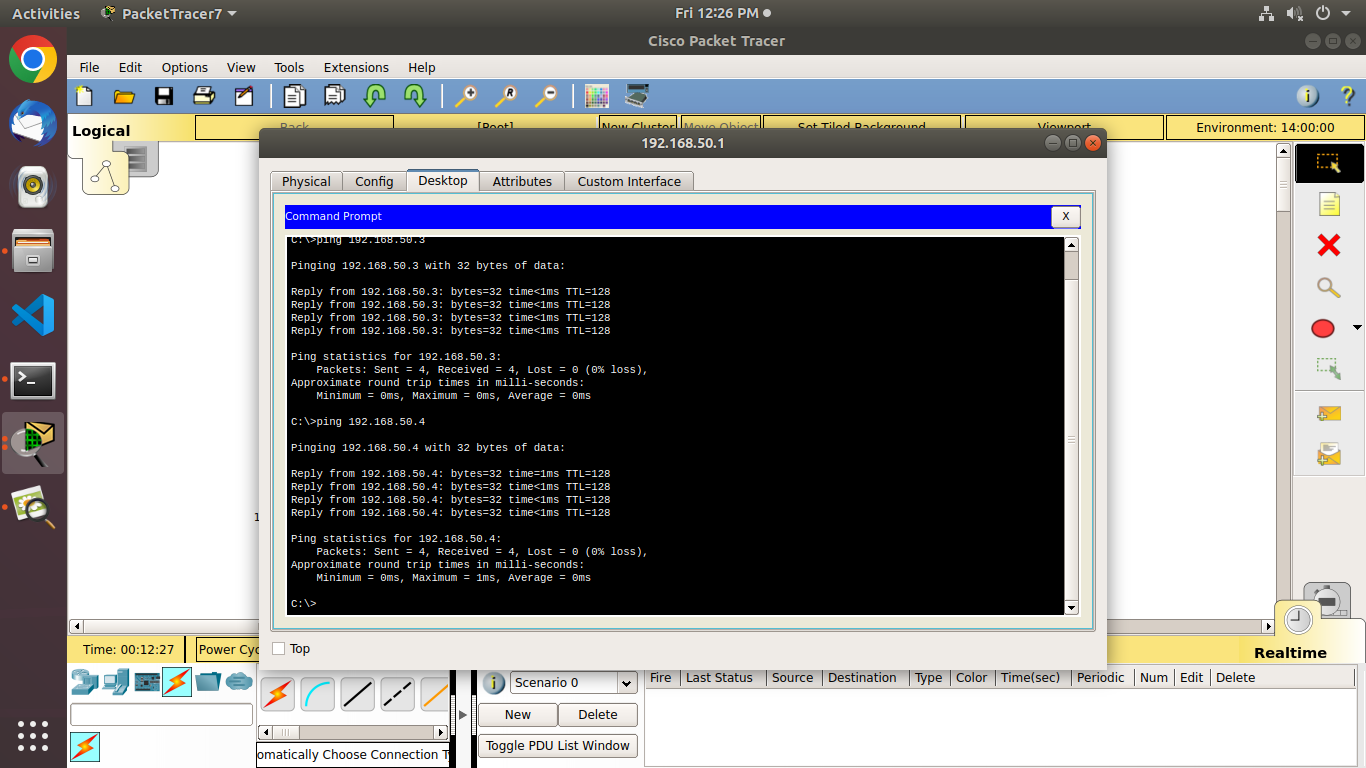 Activities PacketTracer7 Fri 12:26 PM
Cisco Packet Tracer
File Edit Options View Tools Extensions Help
Logical Back [Root] New Cluster Move Object Set Tiled Background Viewport Environment: 14:00:00
192.168.50.1
Physical Config Desktop Attributes Custom Interface
Command Prompt X
C:\>ping 192.168.50.3
Pinging 192.168.50.3 with 32 bytes of data:
Reply from 192.168.50.3: bytes=32 time<1ms TTL=128
Reply from 192.168.50.3: bytes=32 time<1ms TTL=128
Reply from 192.168.50.3: bytes=32 time<1ms TTL=128
Reply from 192.168.50.3: bytes=32 time<1ms TTL=128
Ping statistics for 192.168.50.3:
Packets: Sent = 4, Received = 4, Lost = 0 (0% loss),
Approximate round trip times in milli-seconds:
Minimum = 0ms, Maximum = 0ms, Average = 0ms
C:\>ping 192.168.50.4
Pinging 192.168.50.4 with 32 bytes of data:
Reply from 192.168.50.4: bytes=32 time=1ms TTL=128
Reply from 192.168.50.4: bytes=32 time<1ms TTL=128
Reply from 192.168.50.4: bytes=32 time<1ms TTL=128
Reply from 192.168.50.4: bytes=32 time<1ms TTL=128
Ping statistics for 192.168.50.4:
Packets: Sent = 4, Received = 4, Lost = 0 (0% loss),
Approximate round trip times in milli-seconds:
Minimum = 0ms, Maximum = 1ms, Average = 0ms
C:\>
1
Top
Time: 00:12:27 Power Cyc Realtime
Scenario 0
Fire Last Status Source Destination Type Color Time(sec) Periodic Num Edit Delete
New Delete
Toggle PDU List Window
omatically Choose Connection T